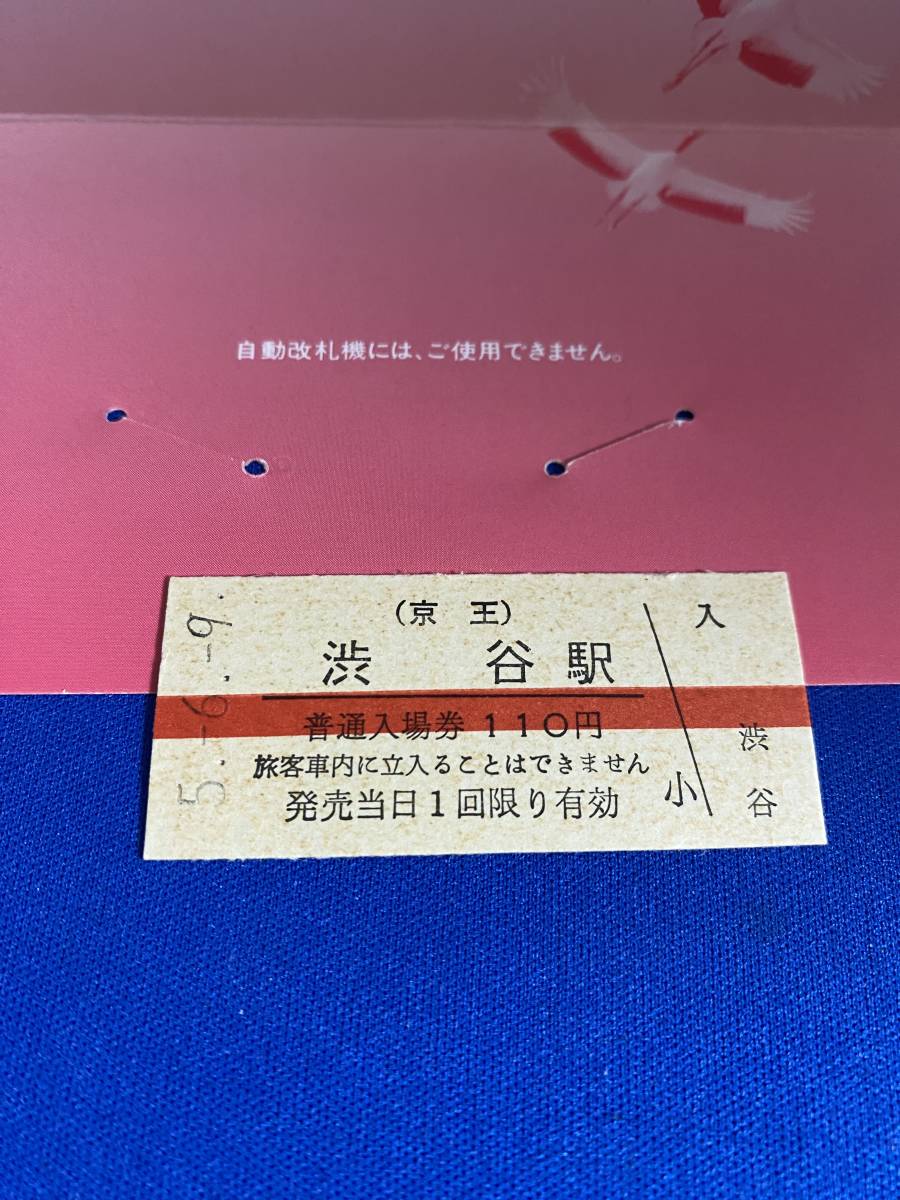 自動改札機には、ご使用できません。
(京王)
渋谷駅
普通入場券 110円
旅客車内に立入ることはできません
発売当日1回限り有効
小
入
渋谷
5.-6.-9.